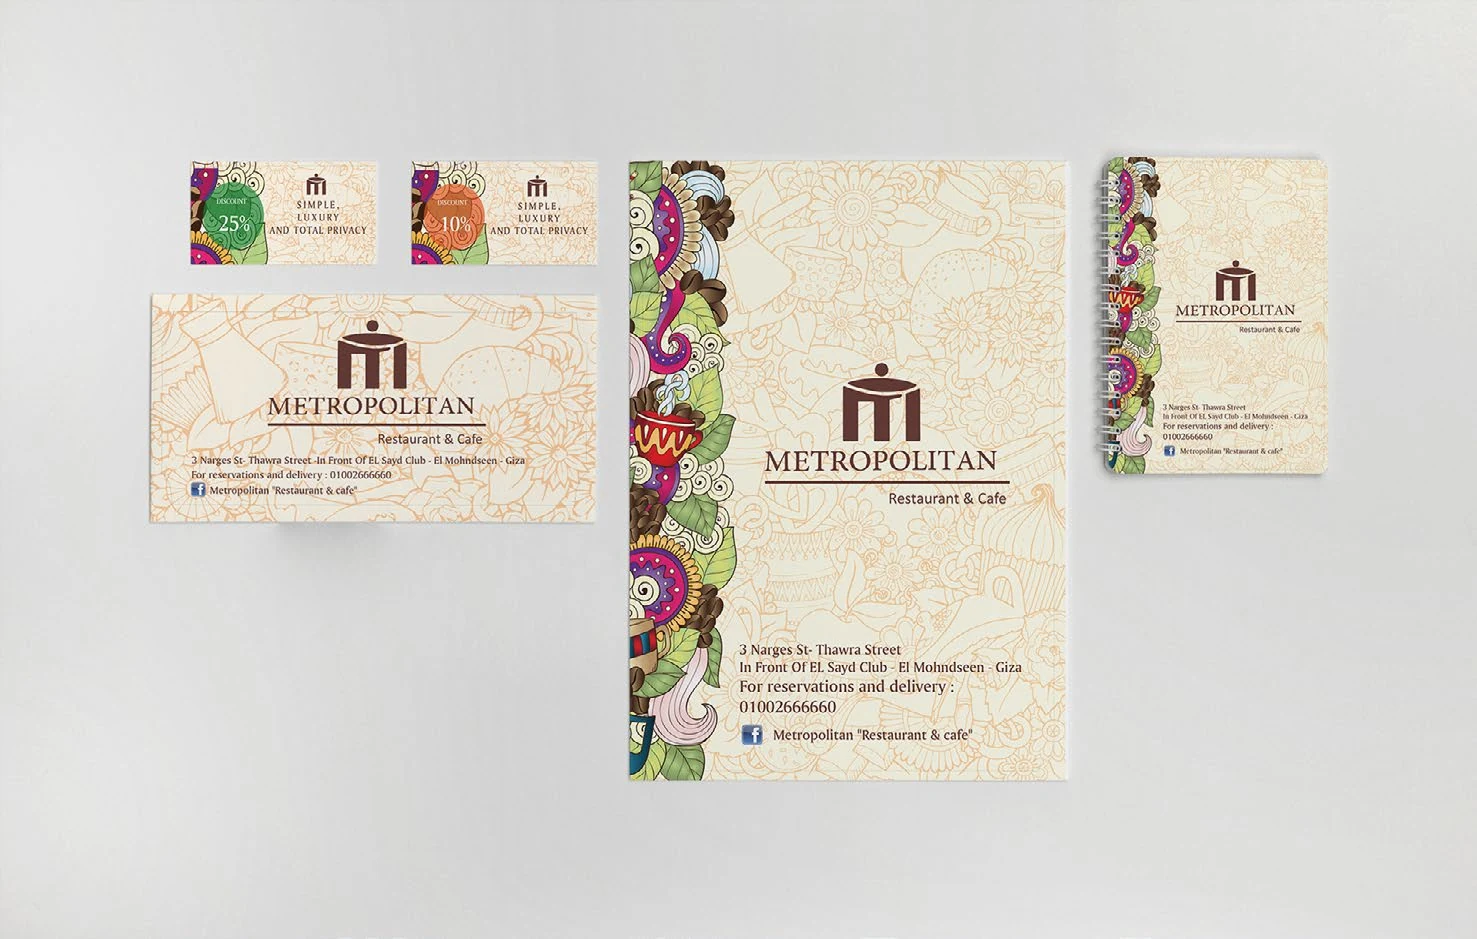 DISCOUNT
25%
SIMPLE,
LUXURY
AND TOTAL PRIVACY
DISCOUNT
10%
SIMPLE,
LUXURY
AND TOTAL PRIVACY
METROPOLITAN
Restaurant & Cafe
3 Narges St- Thawra Street -In Front Of EL Sayd Club - El Mohndseen - Giza
For reservations and delivery : 01002666660
f Metropolitan "Restaurant & cafe"
METROPOLITAN
Restaurant & Cafe
3 Narges St- Thawra Street
In Front Of EL Sayd Club - El Mohndseen - Giza
For reservations and delivery :
01002666660
f Metropolitan "Restaurant & cafe"
METROPOLITAN
Restaurant & Cafe
3 Narges St- Thawra Street
In Front Of EL Sayd Club - El Mohndseen - Giza
For reservations and delivery :
01002666660
f Metropolitan "Restaurant & cafe"